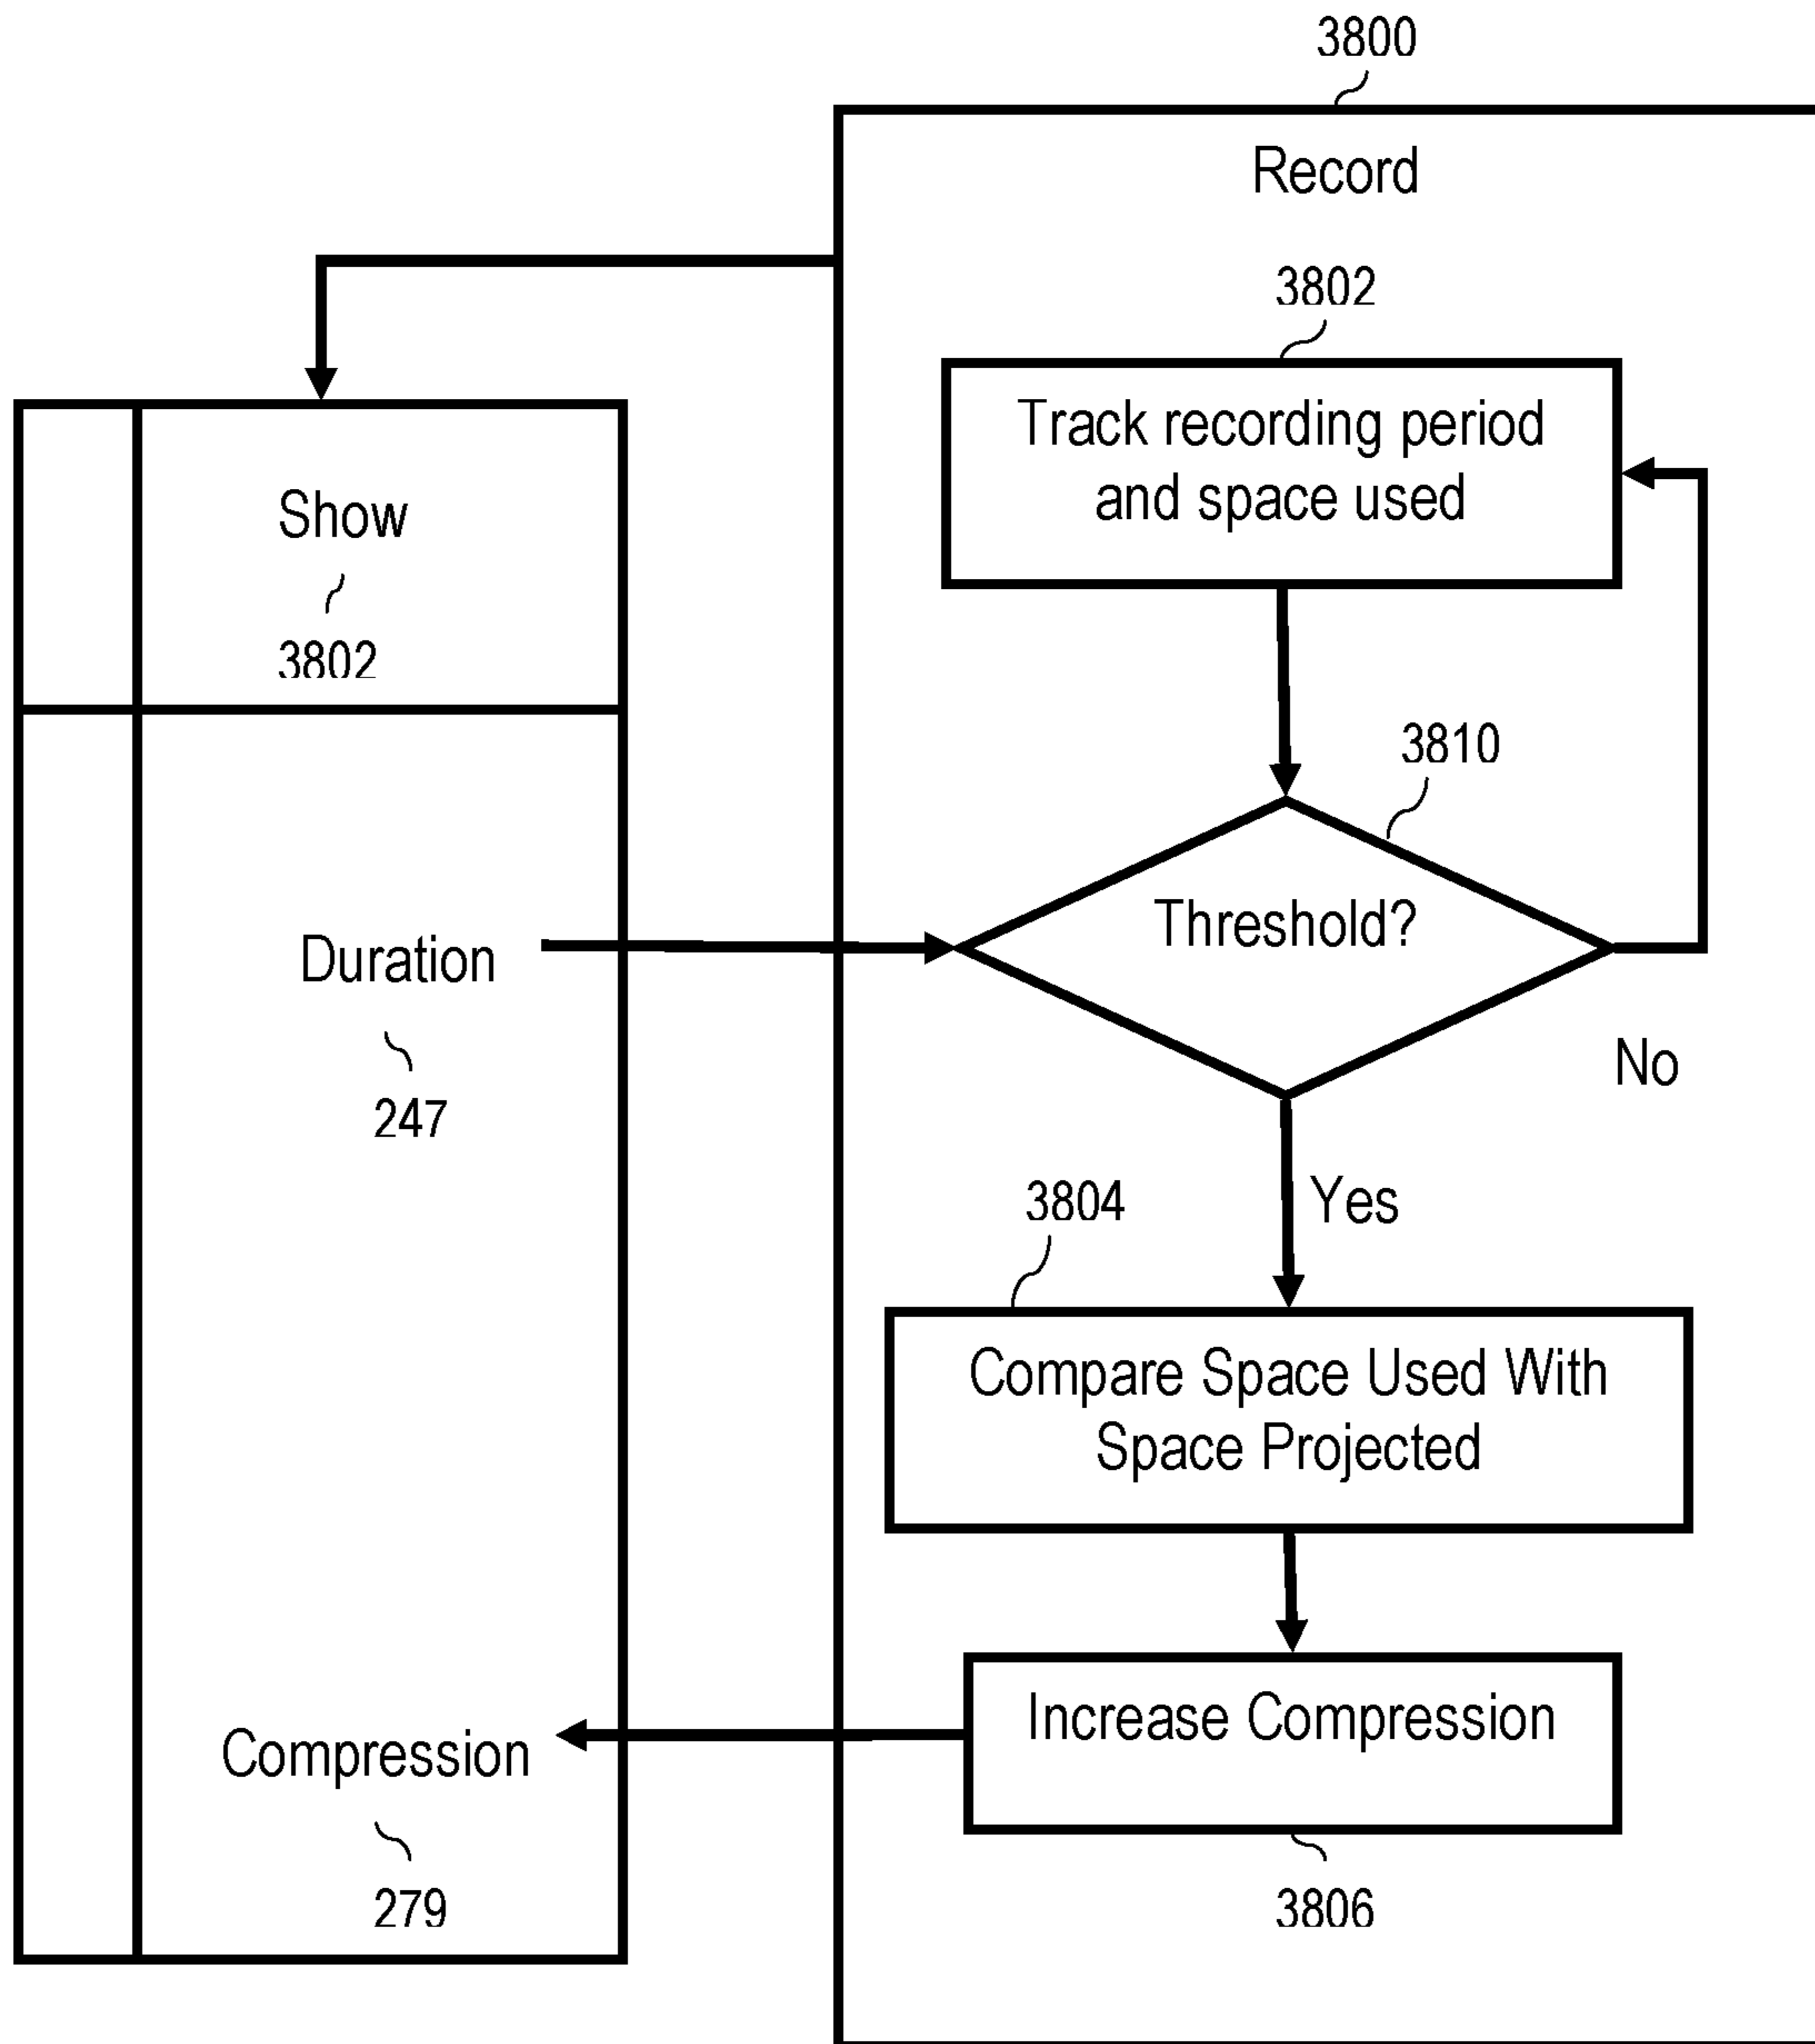 3800
Record
3802
Track recording period
and space used
Show
3802
3810
Threshold?
Duration
247
No
Yes
3804
Compare Space Used With
Space Projected
Increase Compression
Compression
279
3806